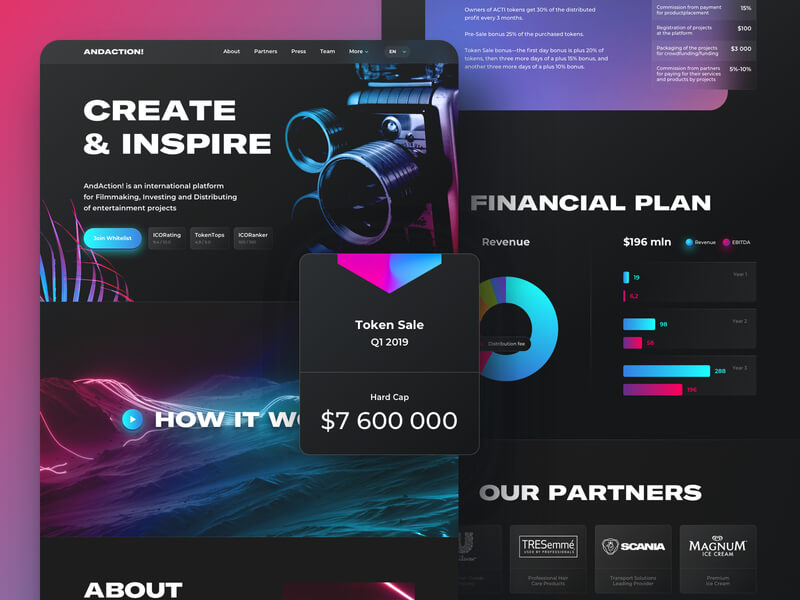 ANDACTION!
About
Partners
Press
Team
More
EN
CREATE
& INSPIRE
AndAction! is an international platform
for Filmmaking, Investing and Distributing
of entertainment projects
Join Whitelist
ICORating
TokenTops
ICORanker
HOW IT WO
ABOUT
Token Sale
Q1 2019
Hard Cap
$7 600 000
Owners of ACTI tokens get 30% of the distributed
profit every 3 months.
Pre-Sale bonus 25% of the purchased tokens.
Token Sale bonus—the first day bonus is plus 20% of
tokens, then three more days of a plus 15% bonus, and
another three more days of a plus 10% bonus.
Commission from payment
for productplacement
15%
Registration of projects
at the platform
$100
Packaging of the projects
for crowdfunding/funding
$3 000
Commission from partners
for paying for their services
and products by projects
5%-10%
FINANCIAL PLAN
Revenue
Distribution fee
$196 mln
Revenue
EBITDA
19
6,2
Year 1
98
58
Year 2
288
196
Year 3
OUR PARTNERS
TRESemmé
USED BY PROFESSIONALS
Professional Hair
Care Products
SCANIA
Transport Solutions
Leading Provider
MAGNUM
ICE CREAM
Premium
Ice Cream